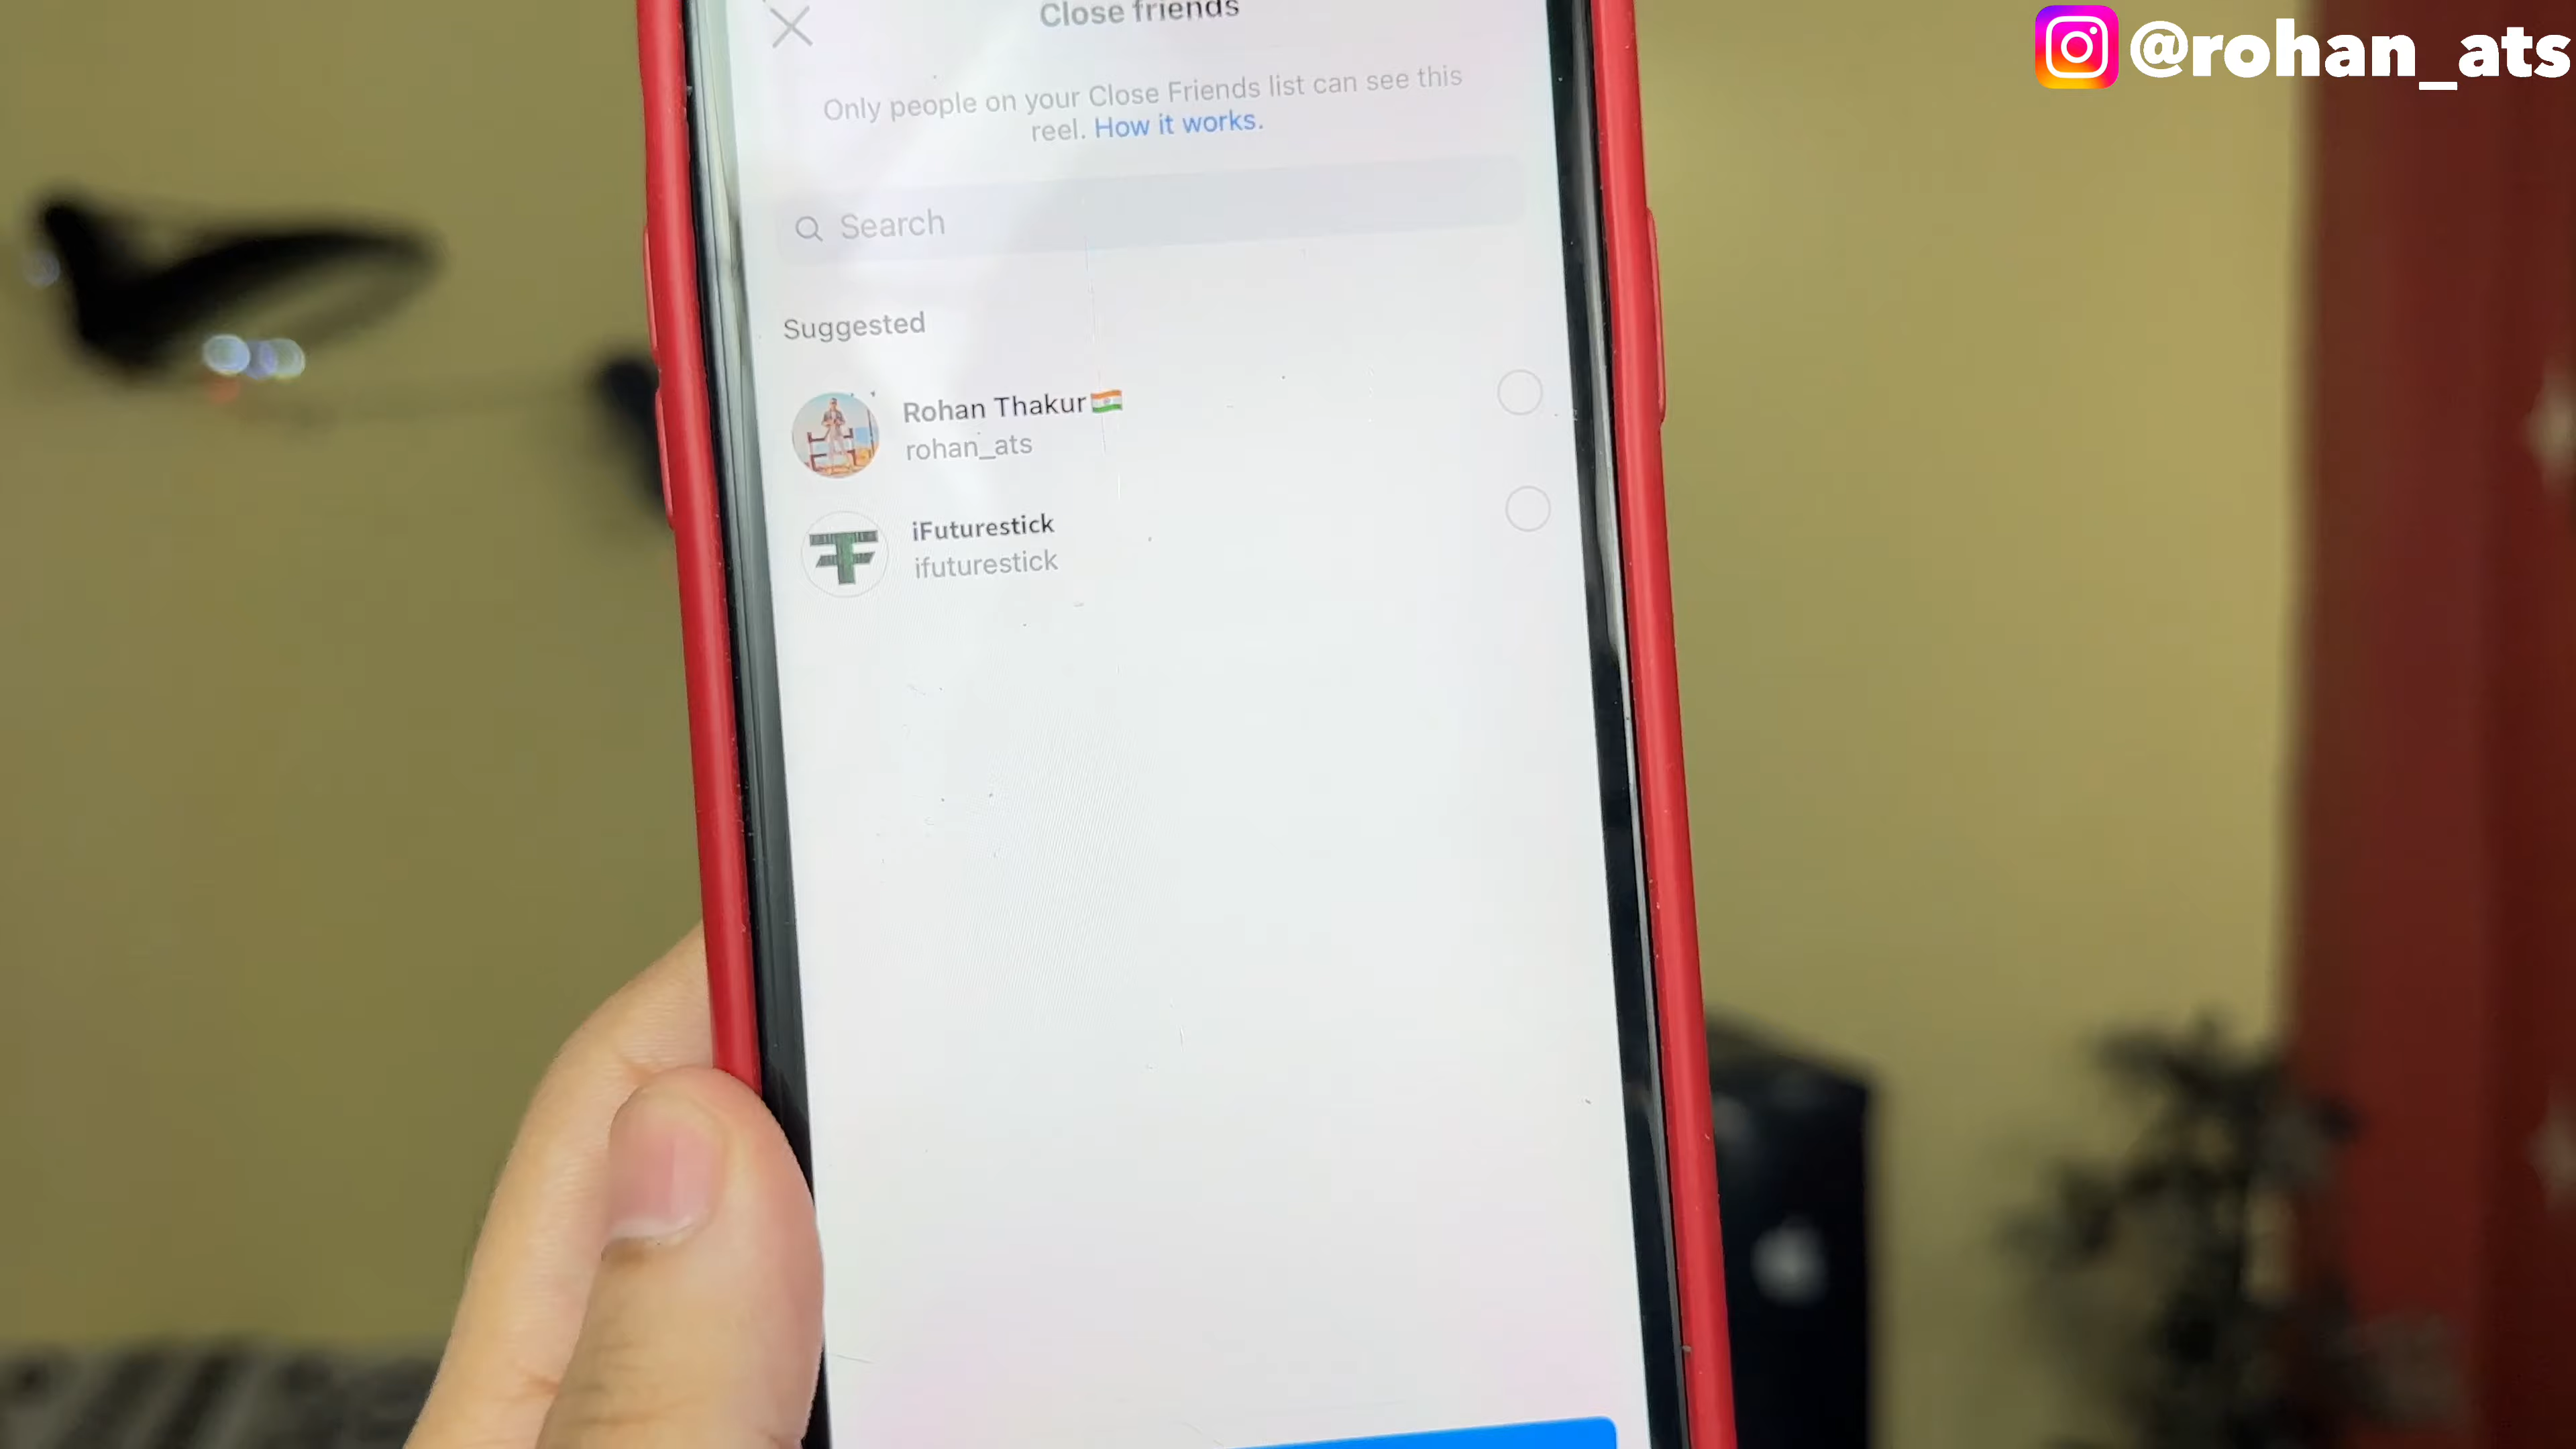 @rohan_ats
Close friends
Only people on your Close Friends list can see this
reel. How it works.
Search
Suggested
Rohan Thakur🇮🇳
rohan_ats
iFuturestick
ifuturestick